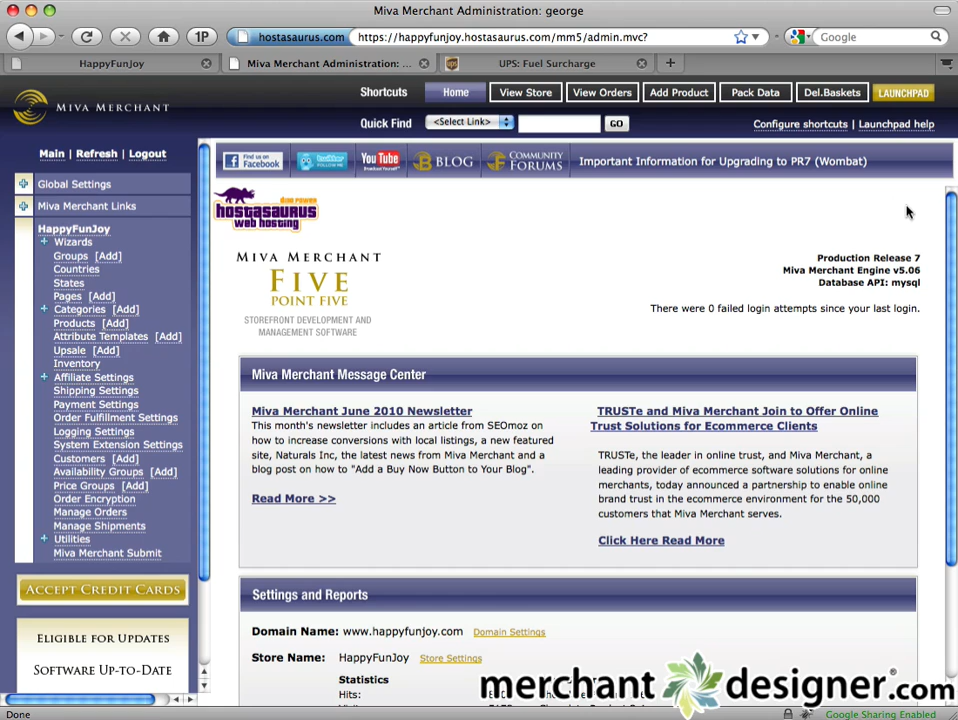 Miva Merchant Administration: george
1P
hostasaurus.com https://happyfunjoy.hostasaurus.com/mm5/admin.mvc?
Google
HappyFunJoy
Miva Merchant Administration: ...
UPS: Fuel Surcharge
MIVA MERCHANT
Shortcuts Home View Store View Orders Add Product Pack Data Del.Baskets LAUNCHPAD
Quick Find <Select Link> GO Configure shortcuts | Launchpad help
Main | Refresh | Logout
Find us on Facebook
twitter
FOLLOW ME
YouTube
Broadcast Yourself
BLOG
COMMUNITY FORUMS
Important Information for Upgrading to PR7 (Wombat)
Global Settings
Miva Merchant Links
HappyFunJoy
Wizards
Groups [Add]
Countries
States
Pages [Add]
Categories [Add]
Products [Add]
Attribute Templates [Add]
Upsale [Add]
Inventory
Affiliate Settings
Shipping Settings
Payment Settings
Order Fulfillment Settings
Logging Settings
System Extension Settings
Customers [Add]
Availability Groups [Add]
Price Groups [Add]
Order Encryption
Manage Orders
Manage Shipments
Utilities
Miva Merchant Submit
ACCEPT CREDIT CARDS
ELIGIBLE FOR UPDATES
SOFTWARE UP-TO-DATE
DINO POWER
hostasaurus
web hosting
MIVA MERCHANT
FIVE
POINT FIVE
STOREFRONT DEVELOPMENT AND
MANAGEMENT SOFTWARE
Production Release 7
Miva Merchant Engine v5.06
Database API: mysql
There were 0 failed login attempts since your last login.
Miva Merchant Message Center
Miva Merchant June 2010 Newsletter
This month's newsletter includes an article from SEOmoz on
how to increase conversions with local listings, a new featured
site, Naturals Inc, the latest news from Miva Merchant and a
blog post on how to "Add a Buy Now Button to Your Blog".
Read More >>
TRUSTe and Miva Merchant Join to Offer Online
Trust Solutions for Ecommerce Clients
TRUSTe, the leader in online trust, and Miva Merchant, a
leading provider of ecommerce software solutions for online
merchants, today announced a partnership to enable online
brand trust in the ecommerce environment for the 50,000
customers that Miva Merchant serves.
Click Here Read More
Settings and Reports
Domain Name: www.happyfunjoy.com Domain Settings
Store Name: HappyFunJoy Store Settings
Statistics
Hits:
merchant designer.com
®
Done
Google Sharing Enabled